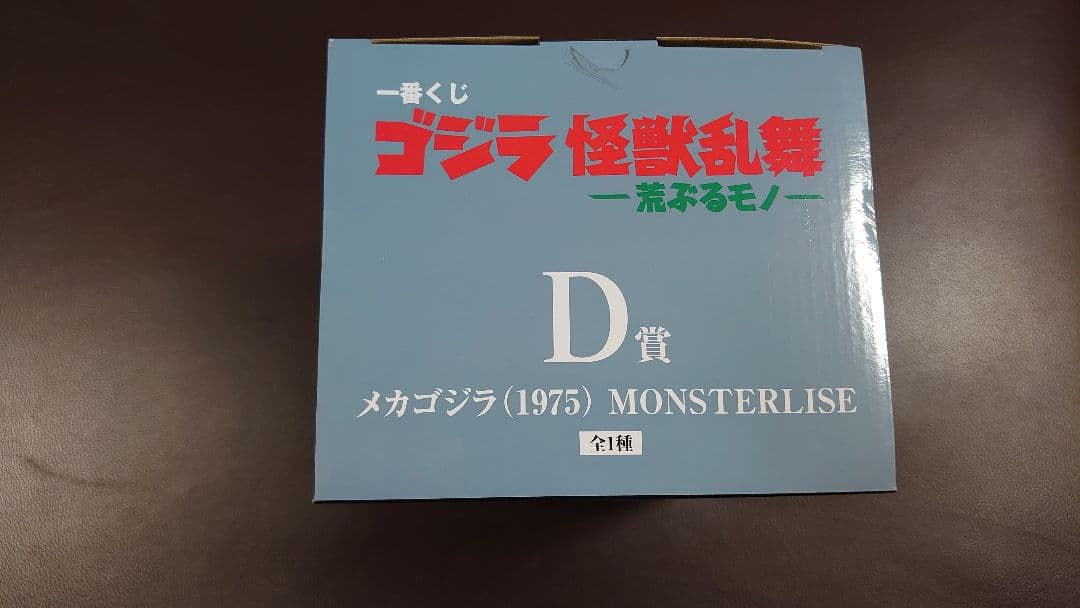 一番くじ
ゴジラ 怪獣乱舞
―荒ぶるモノ―
D賞
メカゴジラ(1975) MONSTERLISE
全1種